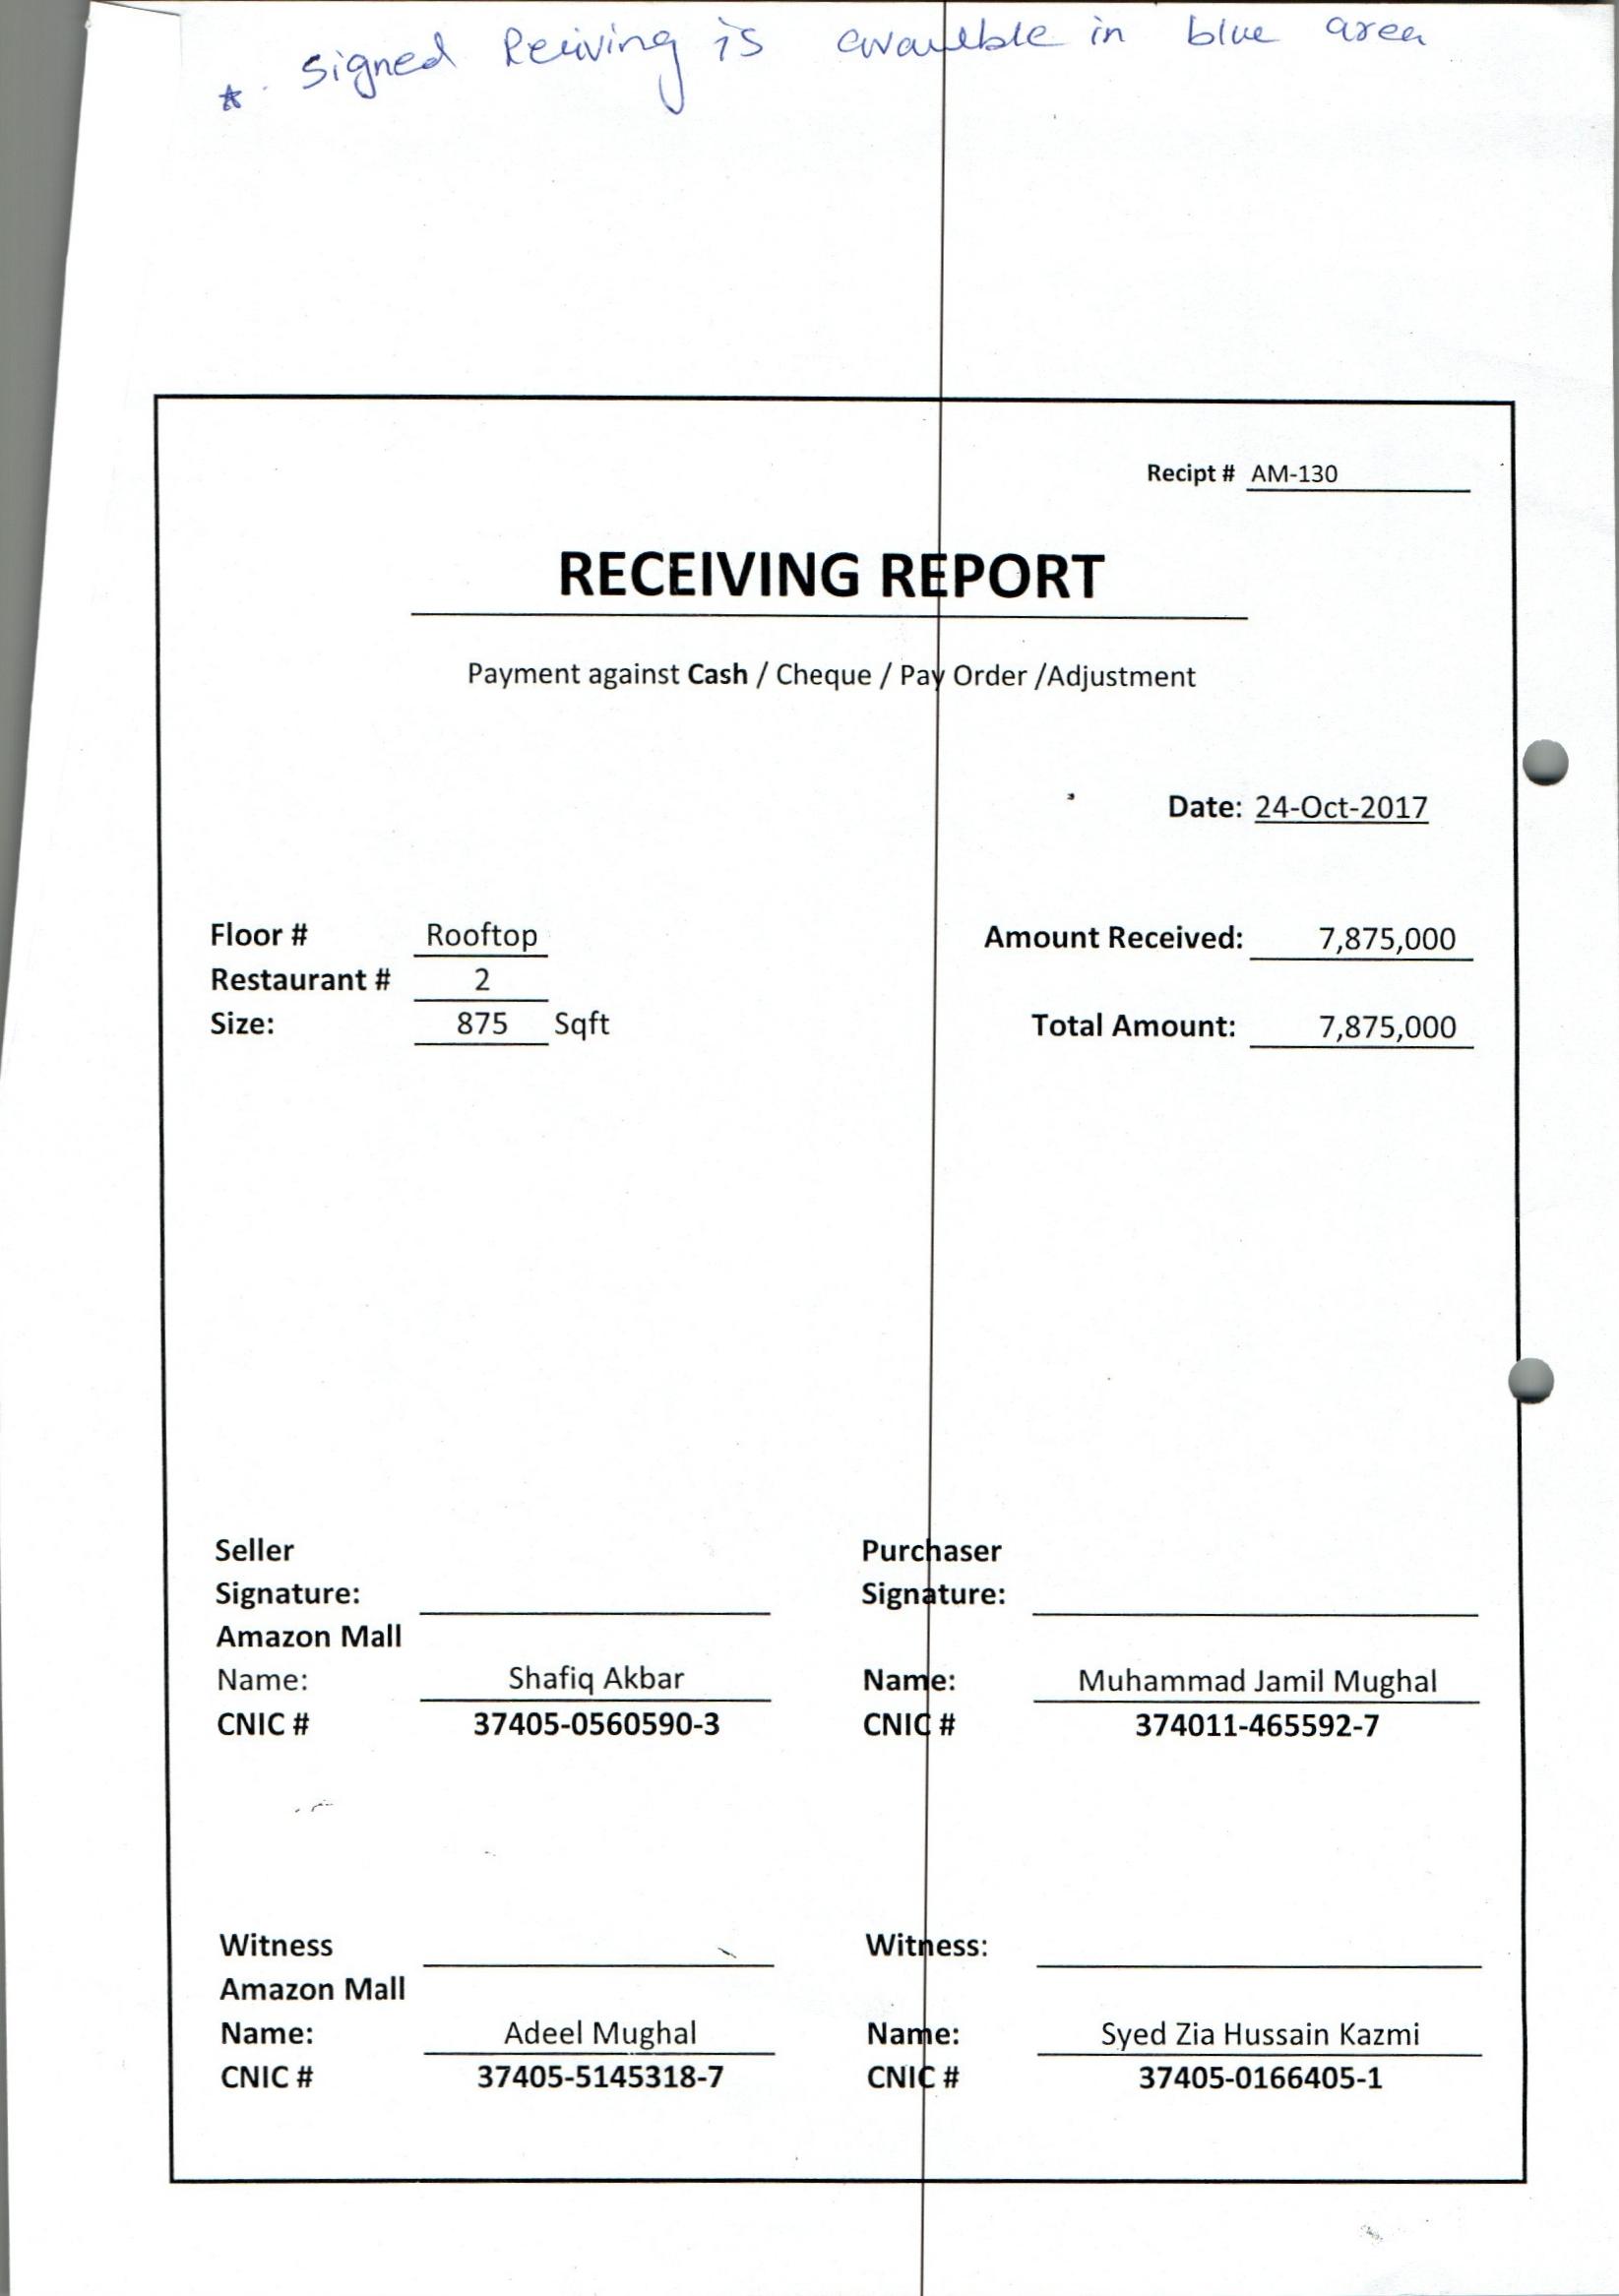 * signed Reciving is available in blue area
Recipt # AM-130
RECEIVING REPORT
Payment against Cash / Cheque / Pay Order /Adjustment
Date: 24-Oct-2017
Floor # Rooftop Amount Received: 7,875,000
Restaurant # 2
Size: 875 Sqft Total Amount: 7,875,000
Seller Purchaser
Signature: Signature:
Amazon Mall
Name: Shafiq Akbar Name: Muhammad Jamil Mughal
CNIC # 37405-0560590-3 CNIC # 374011-465592-7
Witness Witness:
Amazon Mall
Name: Adeel Mughal Name: Syed Zia Hussain Kazmi
CNIC # 37405-5145318-7 CNIC # 37405-0166405-1